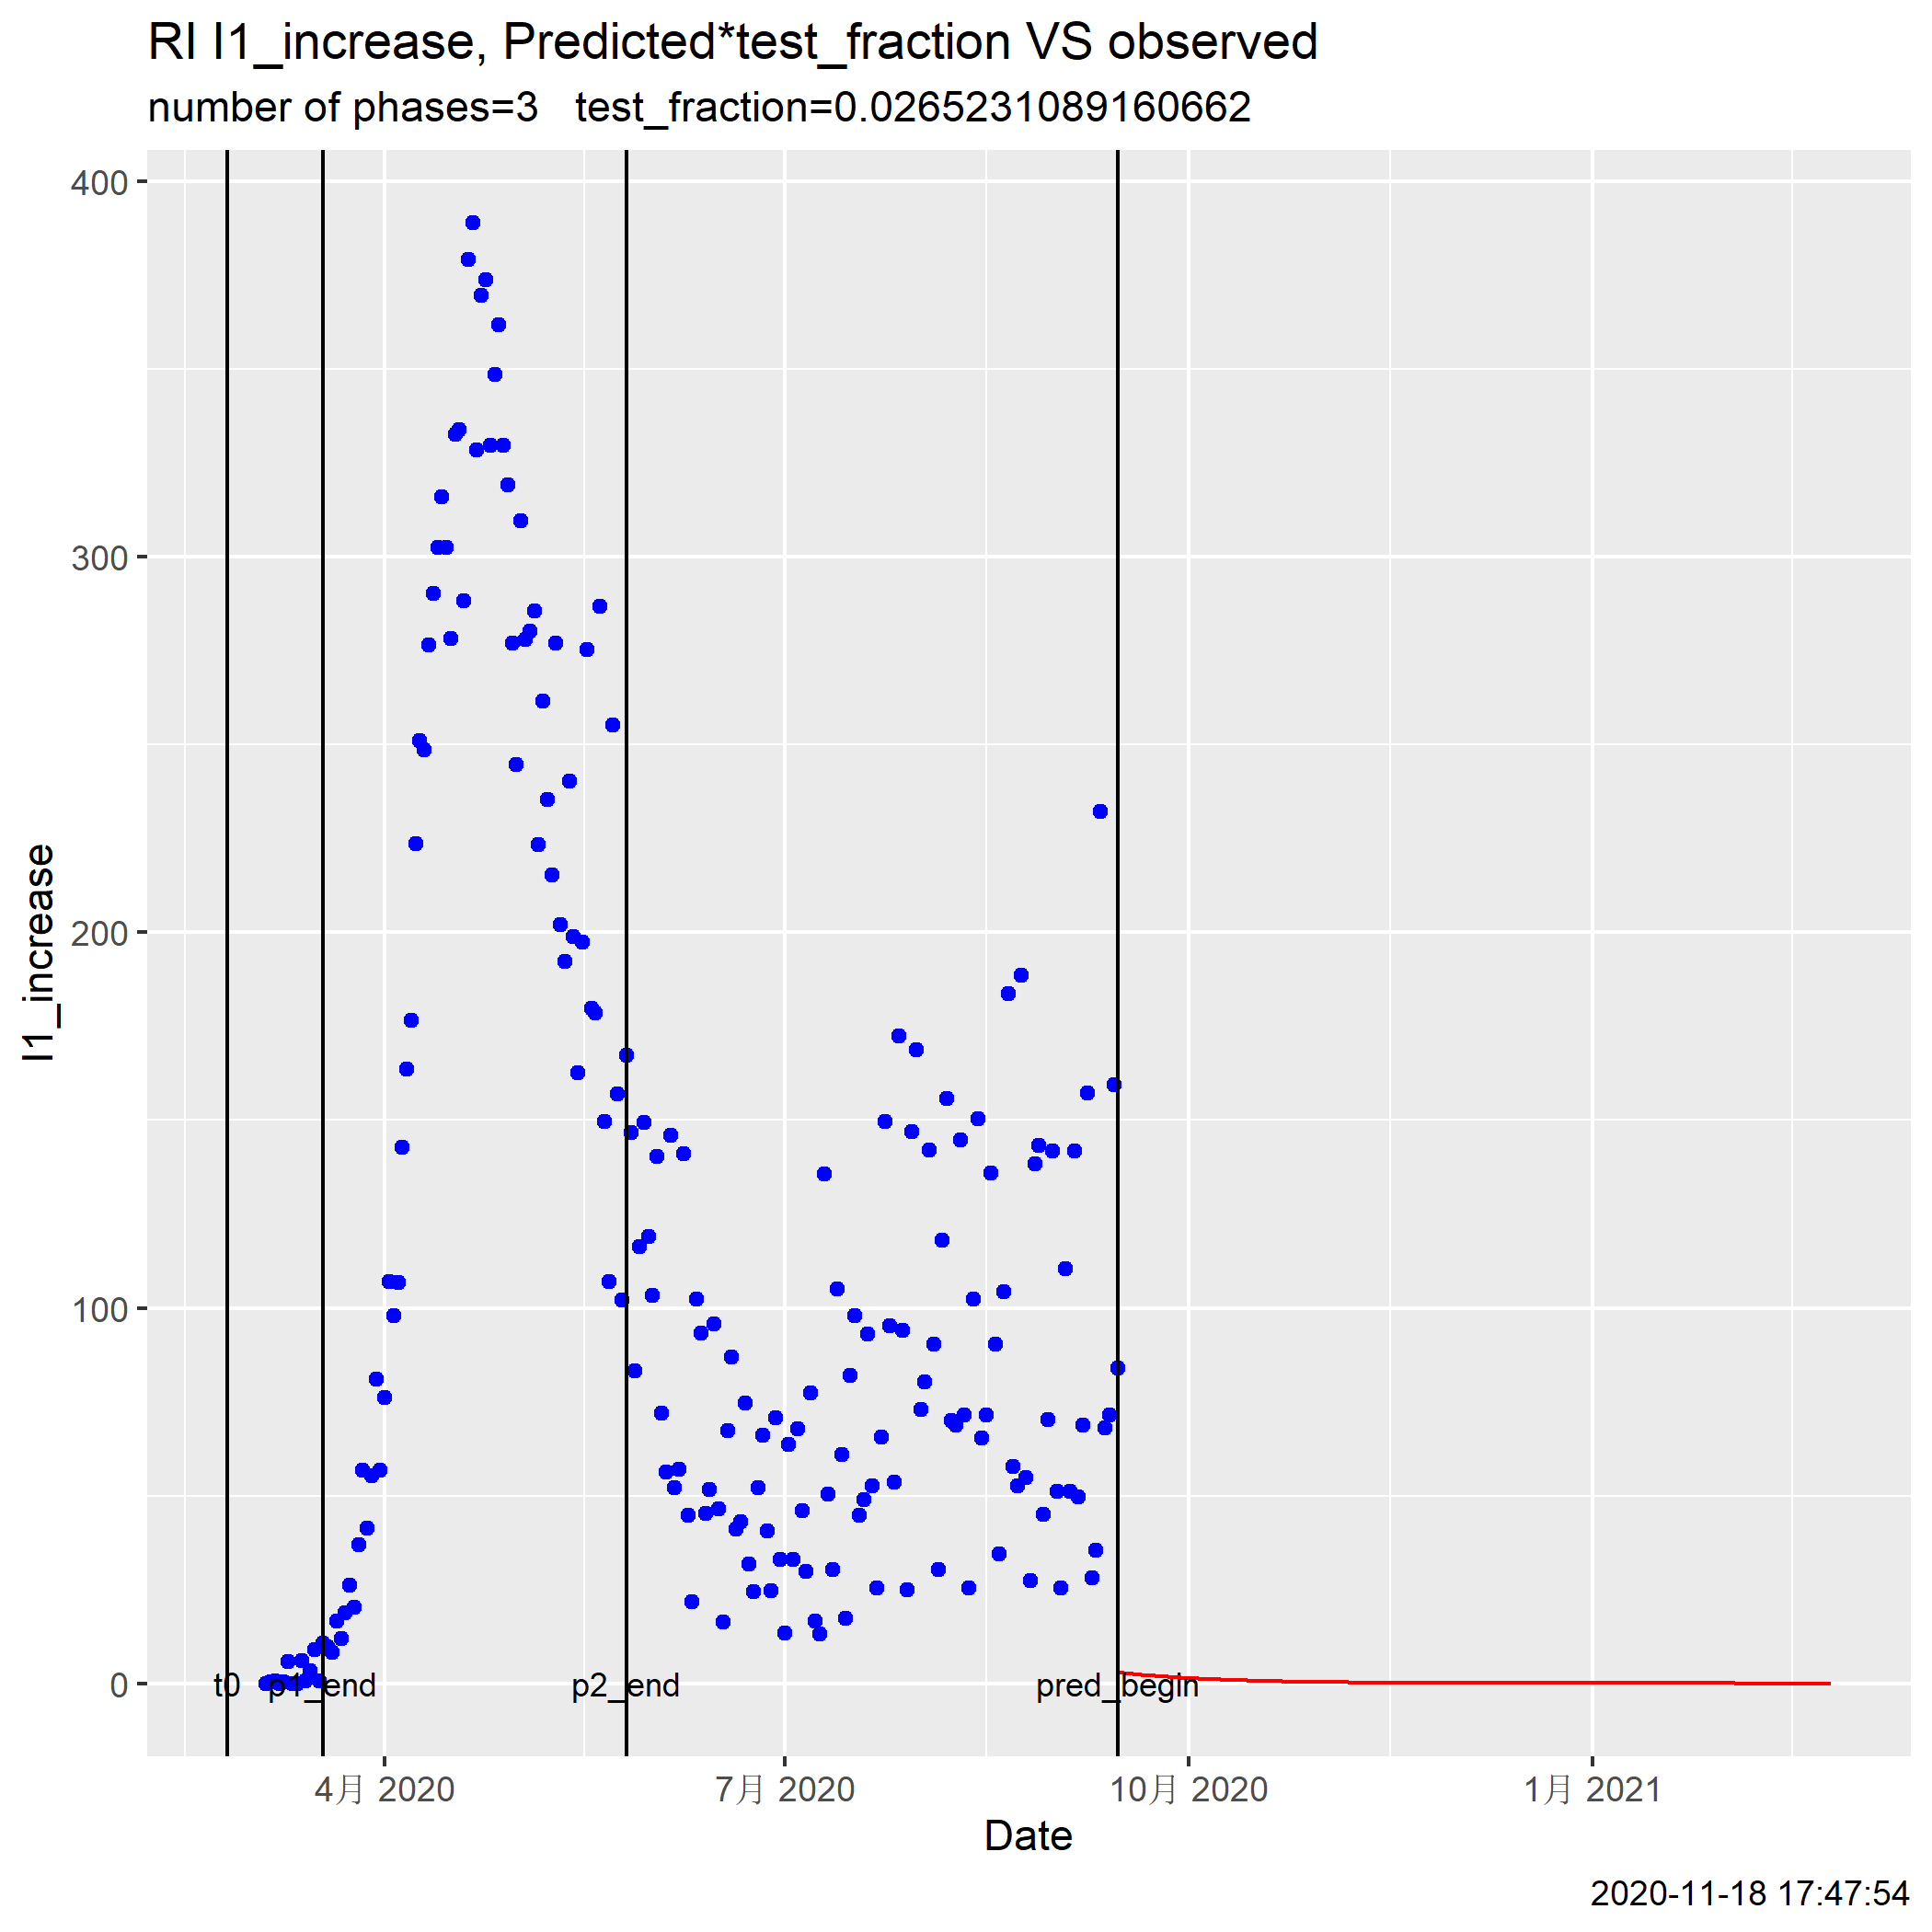 RI I1_increase, Predicted*test_fraction VS observed
number of phases=3   test_fraction=0.0265231089160662
400
300
200
100
0
I1_increase
t0
p1_end
p2_end
pred_begin
4月 2020
7月 2020
10月 2020
1月 2021
Date
2020-11-18 17:47:54